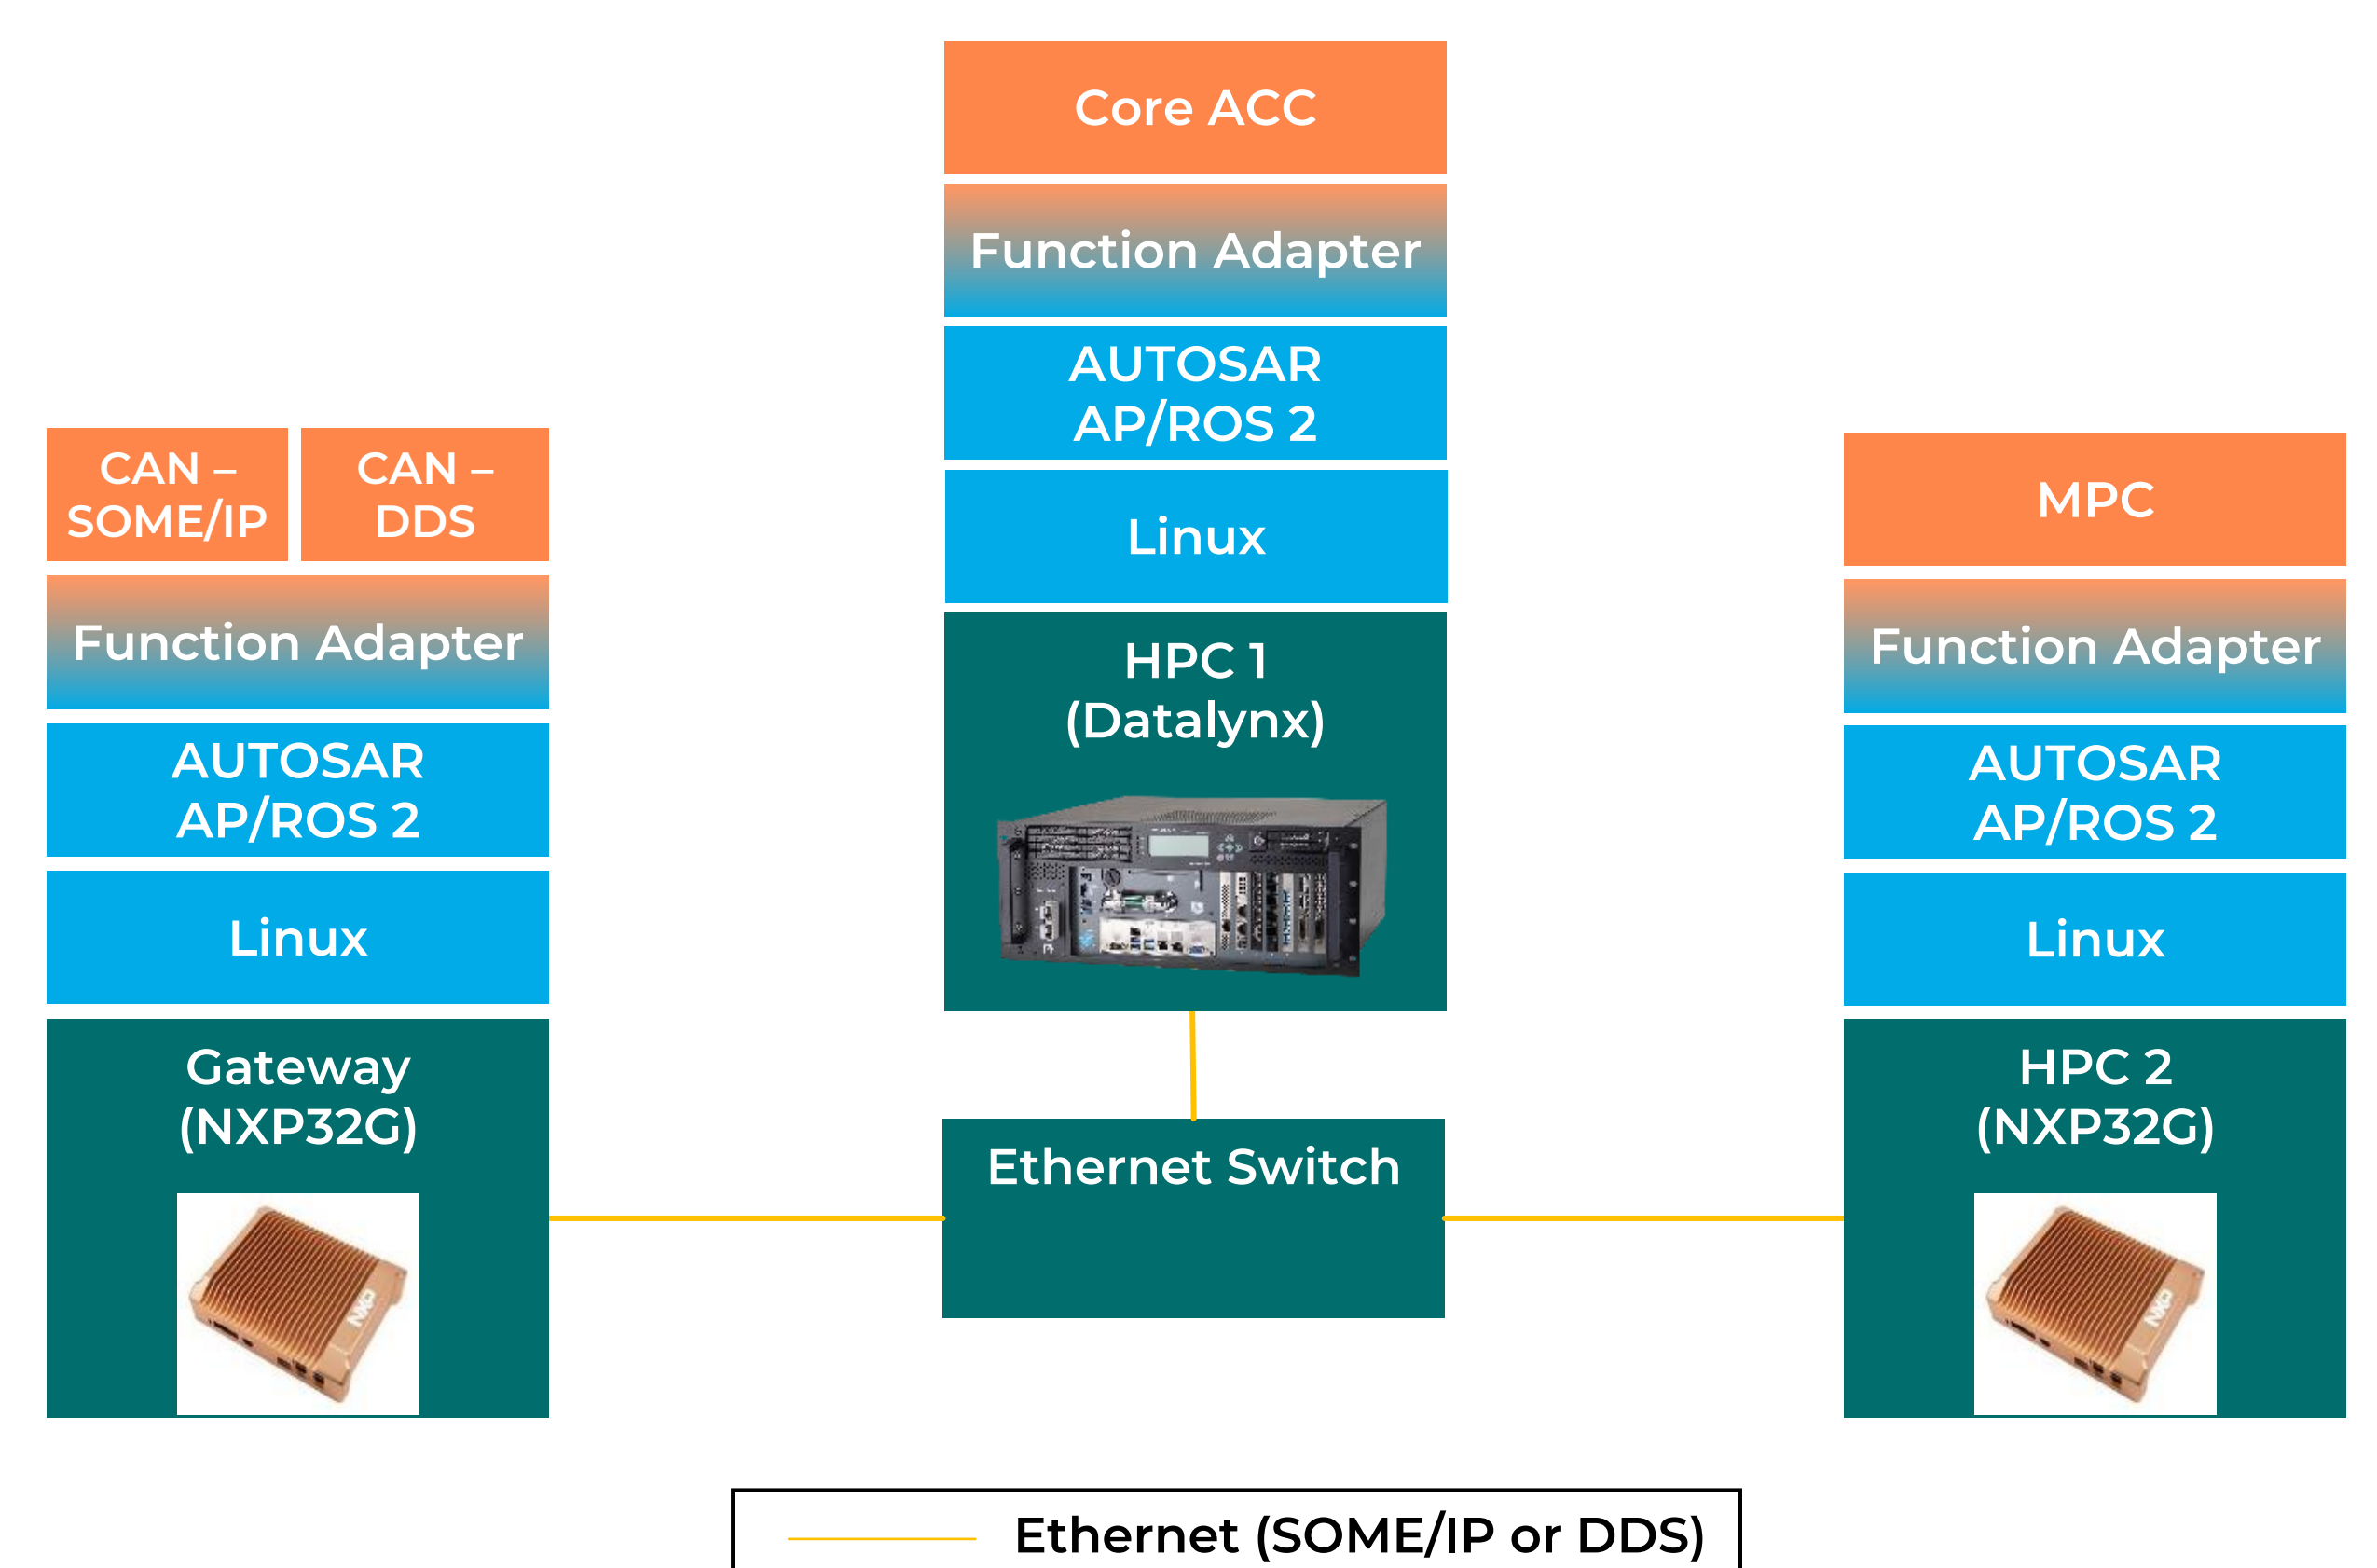 Core ACC
Function Adapter
AUTOSAR
AP/ROS 2
Linux
HPC 1
(Datalynx)
CAN –
SOME/IP
CAN –
DDS
Function Adapter
AUTOSAR
AP/ROS 2
Linux
Gateway
(NXP32G)
NXP
MPC
Function Adapter
AUTOSAR
AP/ROS 2
Linux
HPC 2
(NXP32G)
NXP
Ethernet Switch
Ethernet (SOME/IP or DDS)